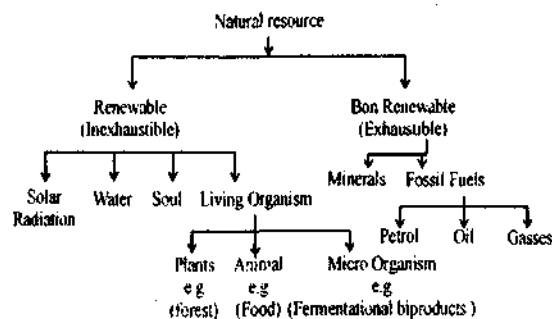 Natural resource
Renewable
(Inexhaustible)
Bon Renewable
(Exhaustible)
Solar
Radiation
Water
Soul
Living Organism
Minerals
Fossil Fuels
Plants
e g
(forest)
Animal
e.g
(Food)
Micro Organism
e.g
(Fermentational biproducts )
Petrol
Oil
Gasses